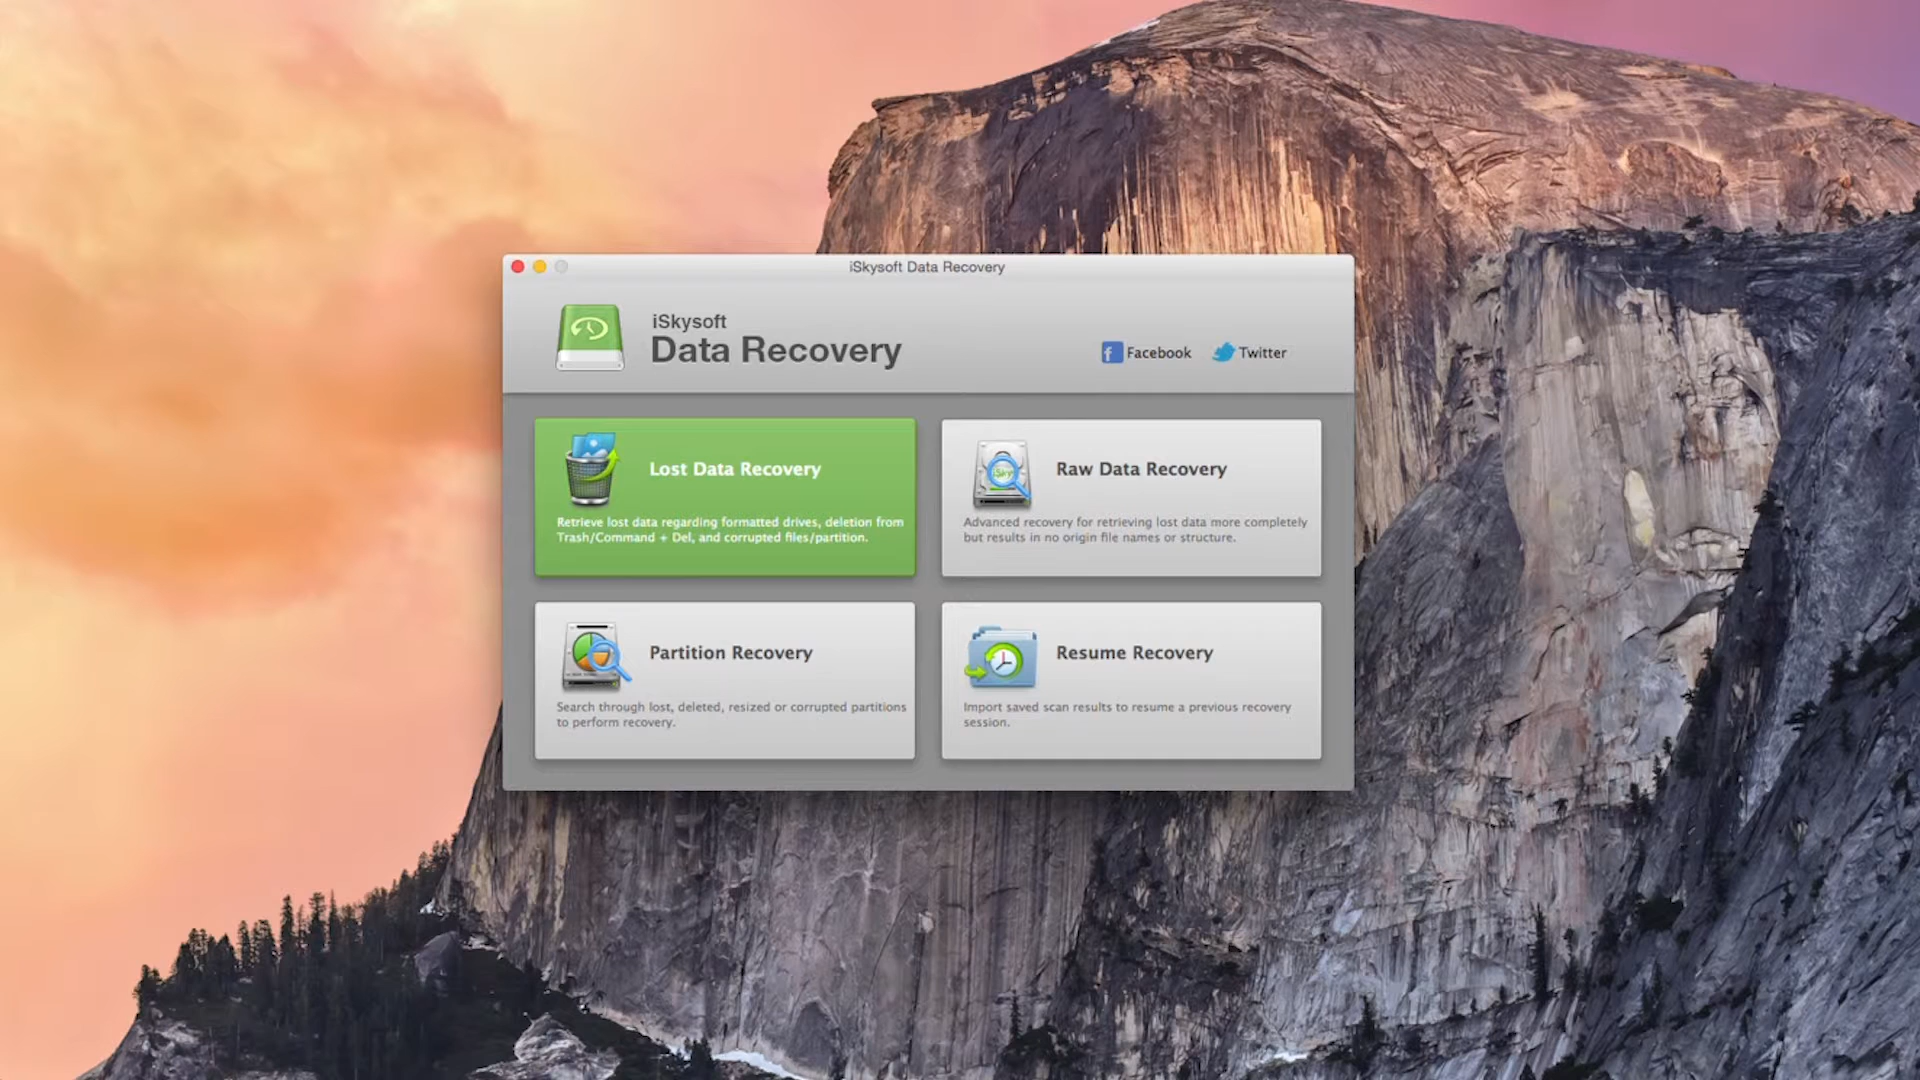 iSkysoft Data Recovery
iSkysoft
Data Recovery
Facebook
Twitter
Lost Data Recovery
Retrieve lost data regarding formatted drives, deletion from
Trash/Command + Del, and corrupted files/partition.
Raw Data Recovery
Advanced recovery for retrieving lost data more completely
but results in no origin file names or structure.
Partition Recovery
Search through lost, deleted, resized or corrupted partitions
to perform recovery.
Resume Recovery
Import saved scan results to resume a previous recovery
session.